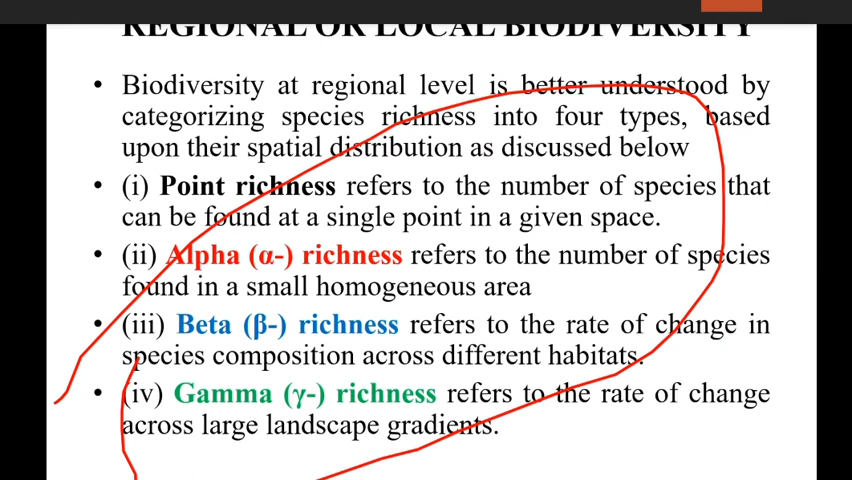 REGIONAL OR LOCAL BIODIVERSITY
• Biodiversity at regional level is better understood by
categorizing species richness into four types, based
upon their spatial distribution as discussed below
• (i) Point richness refers to the number of species that
can be found at a single point in a given space.
• (ii) Alpha (α-) richness refers to the number of species
found in a small homogeneous area
• (iii) Beta (β-) richness refers to the rate of change in
species composition across different habitats.
• (iv) Gamma (γ-) richness refers to the rate of change
across large landscape gradients.